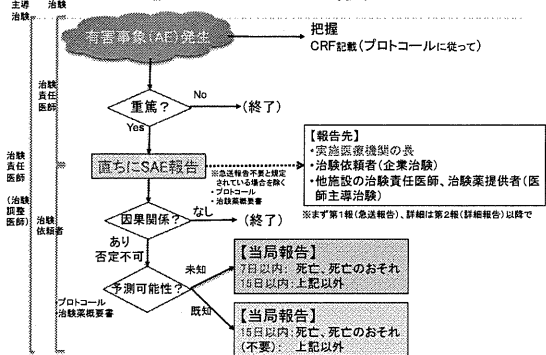 主導
治験
治験
有害事象(AE)発生
把握
CRF記載(プロトコールに従って)
治験
責任
医師
重篤?
No
(終了)
Yes
直ちにSAE報告
※急送報告不要と規定
されている場合を除く
・プロトコール
・治験薬概要書
【報告先】
・実施医療機関の長
・治験依頼者(企業治験)
・他施設の治験責任医師、治験薬提供者(医
師主導治験)
※まず第1報(急送報告)、詳細は第2報(詳細報告)以降で
治験
責任
医師
(治験
調整
医師)
治験
依頼者
因果関係?
なし
(終了)
あり
否定不可
予測可能性?
・プロトコール
・治験薬概要書
未知
【当局報告】
7日以内: 死亡、死亡のおそれ
15日以内: 上記以外
既知
【当局報告】
15日以内: 死亡、死亡のおそれ
(不要): 上記以外